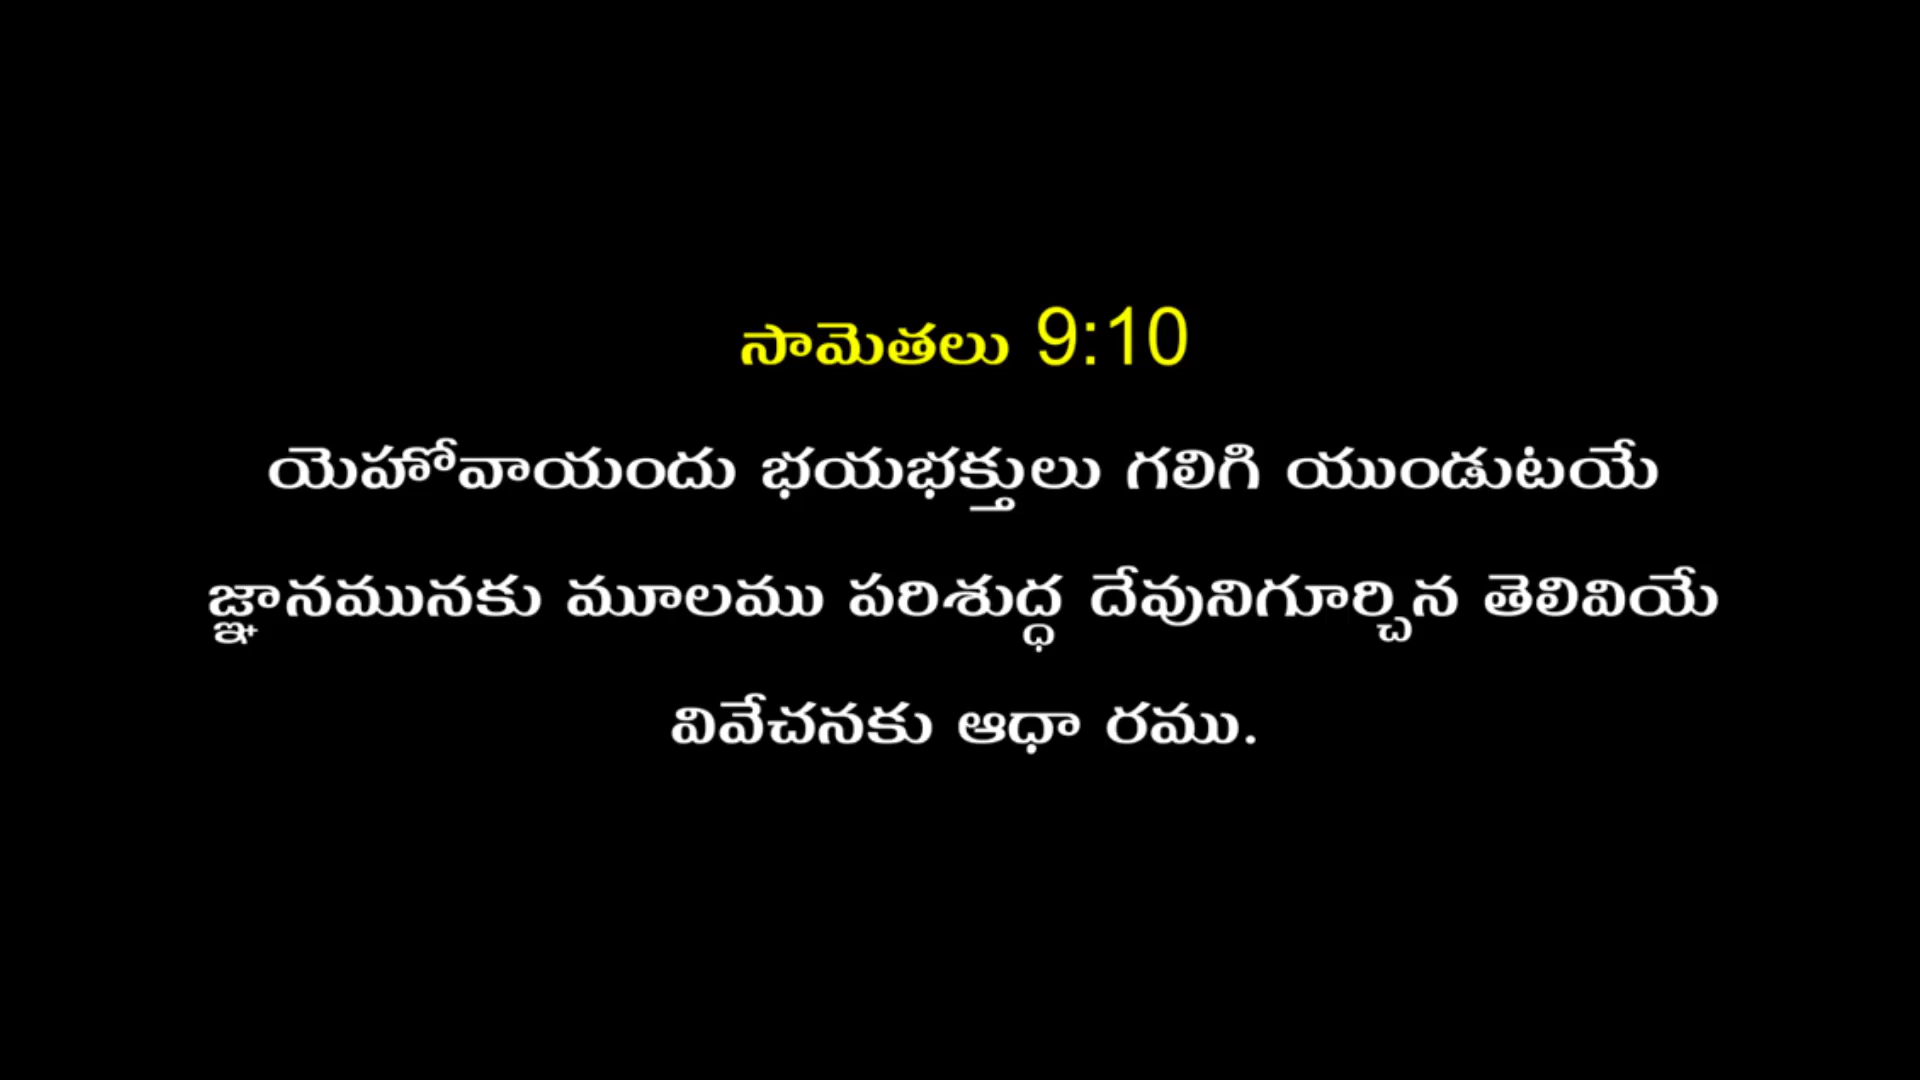 సామెతలు 9:10
యెహోవాయందు భయభక్తులు గలిగి యుండుటయే
జ్ఞానమునకు మూలము పరిశుద్ధ దేవునిగూర్చిన తెలివియే
వివేచనకు ఆధా రము.